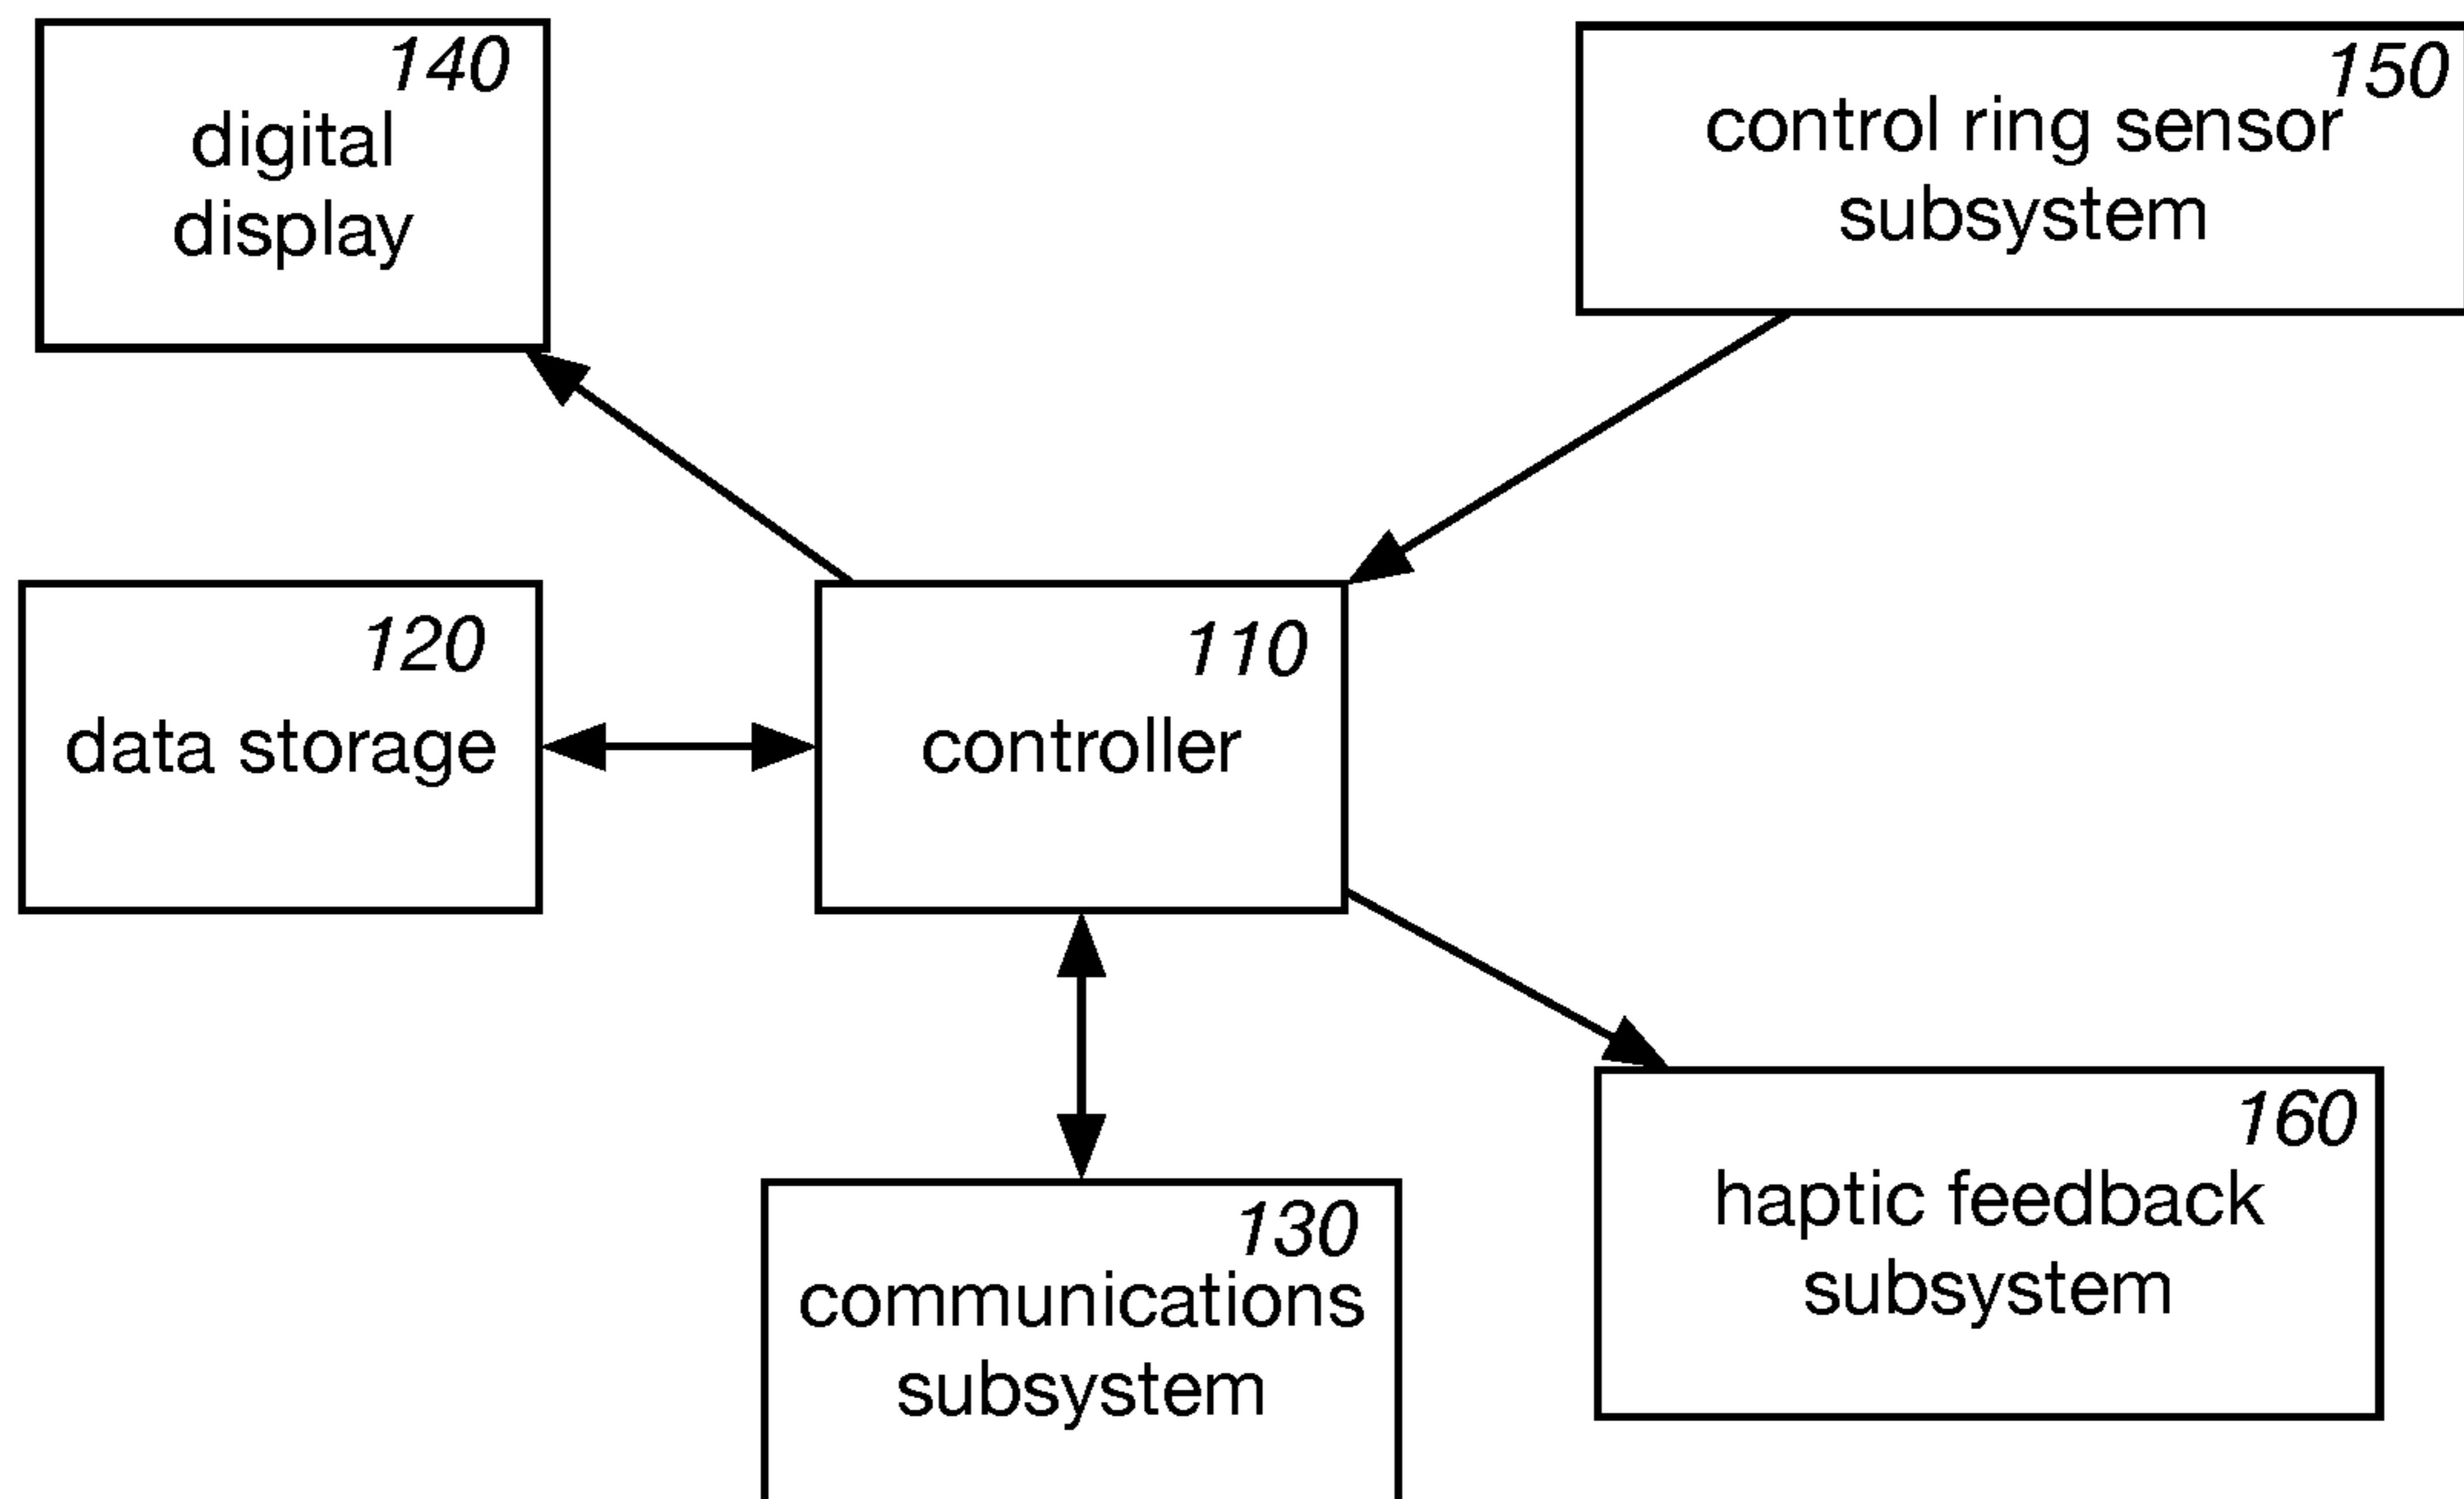 140
digital
display
150
control ring sensor
subsystem
120
data storage
110
controller
160
haptic feedback
subsystem
130
communications
subsystem